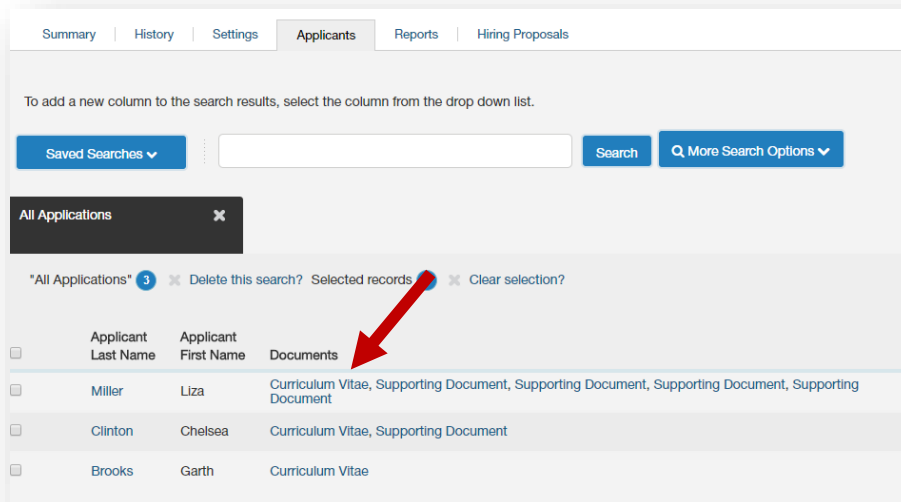 Summary History Settings Applicants Reports Hiring Proposals
To add a new column to the search results, select the column from the drop down list.
Saved Searches Search More Search Options
All Applications
"All Applications" 3 Delete this search? Selected records Clear selection?
Applicant Applicant
Last Name First Name Documents
Miller Liza Curriculum Vitae, Supporting Document, Supporting Document, Supporting Document, Supporting
Document
Clinton Chelsea Curriculum Vitae, Supporting Document
Brooks Garth Curriculum Vitae